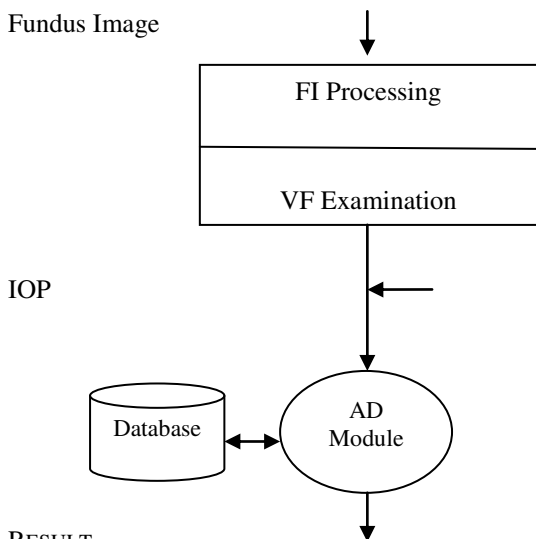 Fundus Image
FI Processing
VF Examination
IOP
Database
AD
Module
RESULT